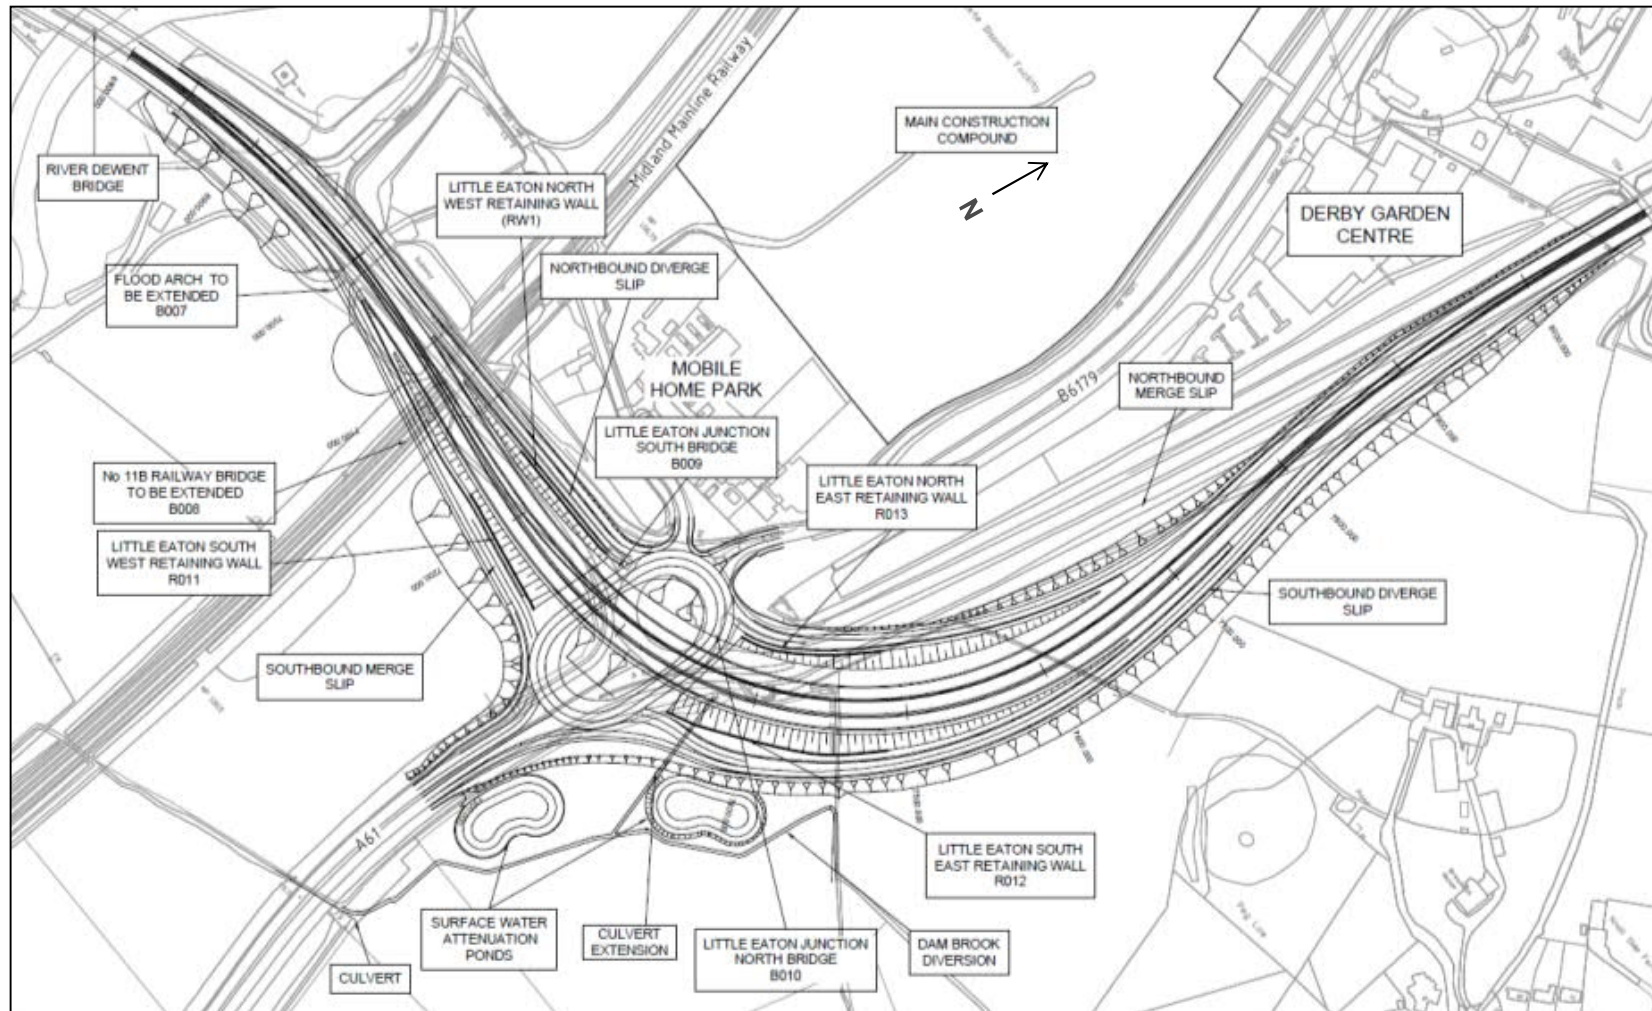 Midland Mainline Railway
MAIN CONSTRUCTION
COMPOUND
N
RIVER DEWENT
BRIDGE
LITTLE EATON NORTH
WEST RETAINING WALL
(RW1)
DERBY GARDEN
CENTRE
NORTHBOUND DIVERGE
SLIP
FLOOD ARCH TO
BE EXTENDED
B007
MOBILE
HOME PARK
B6179
NORTHBOUND
MERGE SLIP
LITTLE EATON JUNCTION
SOUTH BRIDGE
B009
No 11B RAILWAY BRIDGE
TO BE EXTENDED
B008
LITTLE EATON NORTH
EAST RETAINING WALL
R013
LITTLE EATON SOUTH
WEST RETAINING WALL
R011
SOUTHBOUND DIVERGE
SLIP
SOUTHBOUND MERGE
SLIP
A61
LITTLE EATON SOUTH
EAST RETAINING WALL
R012
SURFACE WATER
ATTENUATION
PONDS
CULVERT
EXTENSION
LITTLE EATON JUNCTION
NORTH BRIDGE
B010
DAM BROOK
DIVERSION
CULVERT